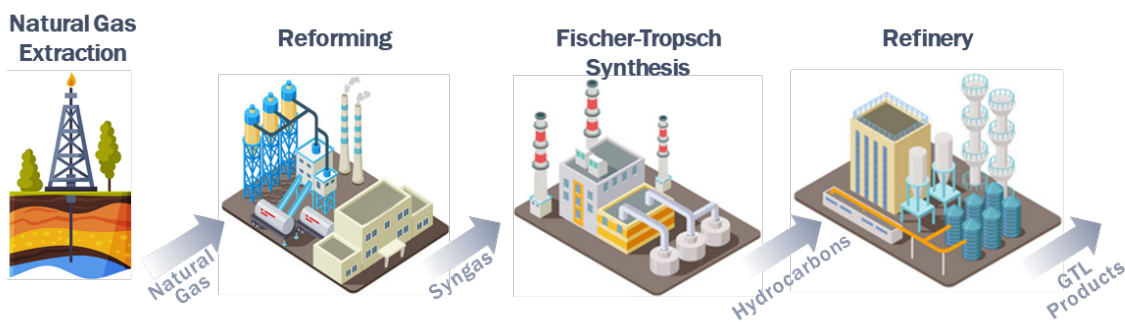 Natural Gas
Extraction
Reforming
Fischer-Tropsch
Synthesis
Refinery
Natural
Gas
Syngas
Hydrocarbons
GTL
Products